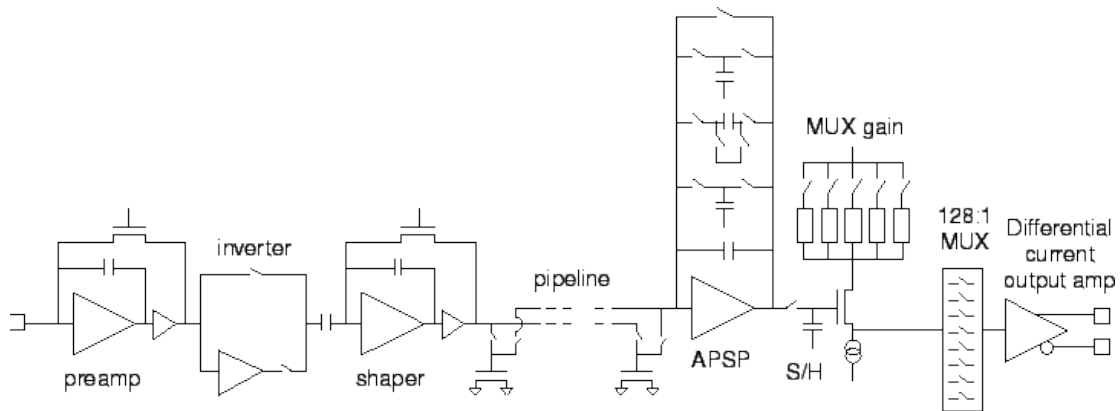 MUX gain
128:1
MUX
Differential
current
output amp
inverter
pipeline
preamp
shaper
APSP
S/H